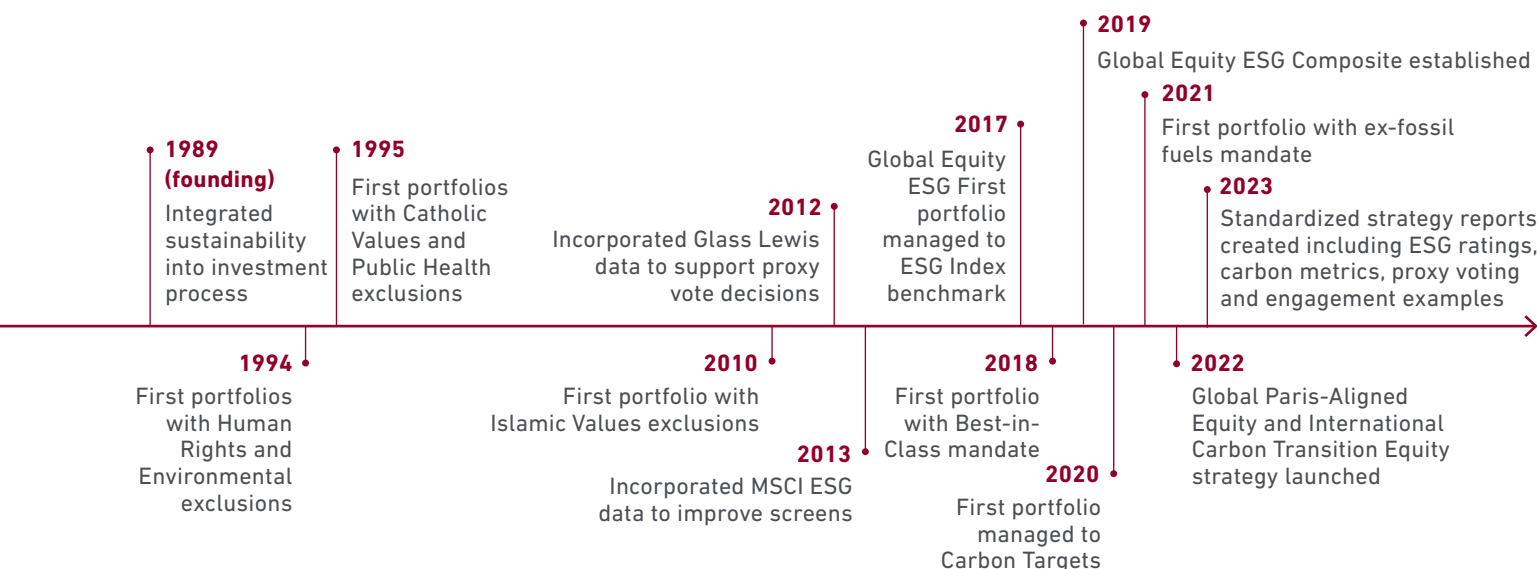 1989
(founding)
Integrated
sustainability
into investment
process
1994
First portfolios
with Human
Rights and
Environmental
exclusions
1995
First portfolios
with Catholic
Values and
Public Health
exclusions
2010
First portfolio with
Islamic Values exclusions
2012
Incorporated Glass Lewis
data to support proxy
vote decisions
2013
Incorporated MSCI ESG
data to improve screens
2017
Global Equity
ESG First
portfolio
managed to
ESG Index
benchmark
2018
First portfolio
with Best-in-
Class mandate
2019
Global Equity ESG Composite established
2020
First portfolio
managed to
Carbon Targets
2021
First portfolio with ex-fossil
fuels mandate
2022
Global Paris-Aligned
Equity and International
Carbon Transition Equity
strategy launched
2023
Standardized strategy reports
created including ESG ratings,
carbon metrics, proxy voting
and engagement examples